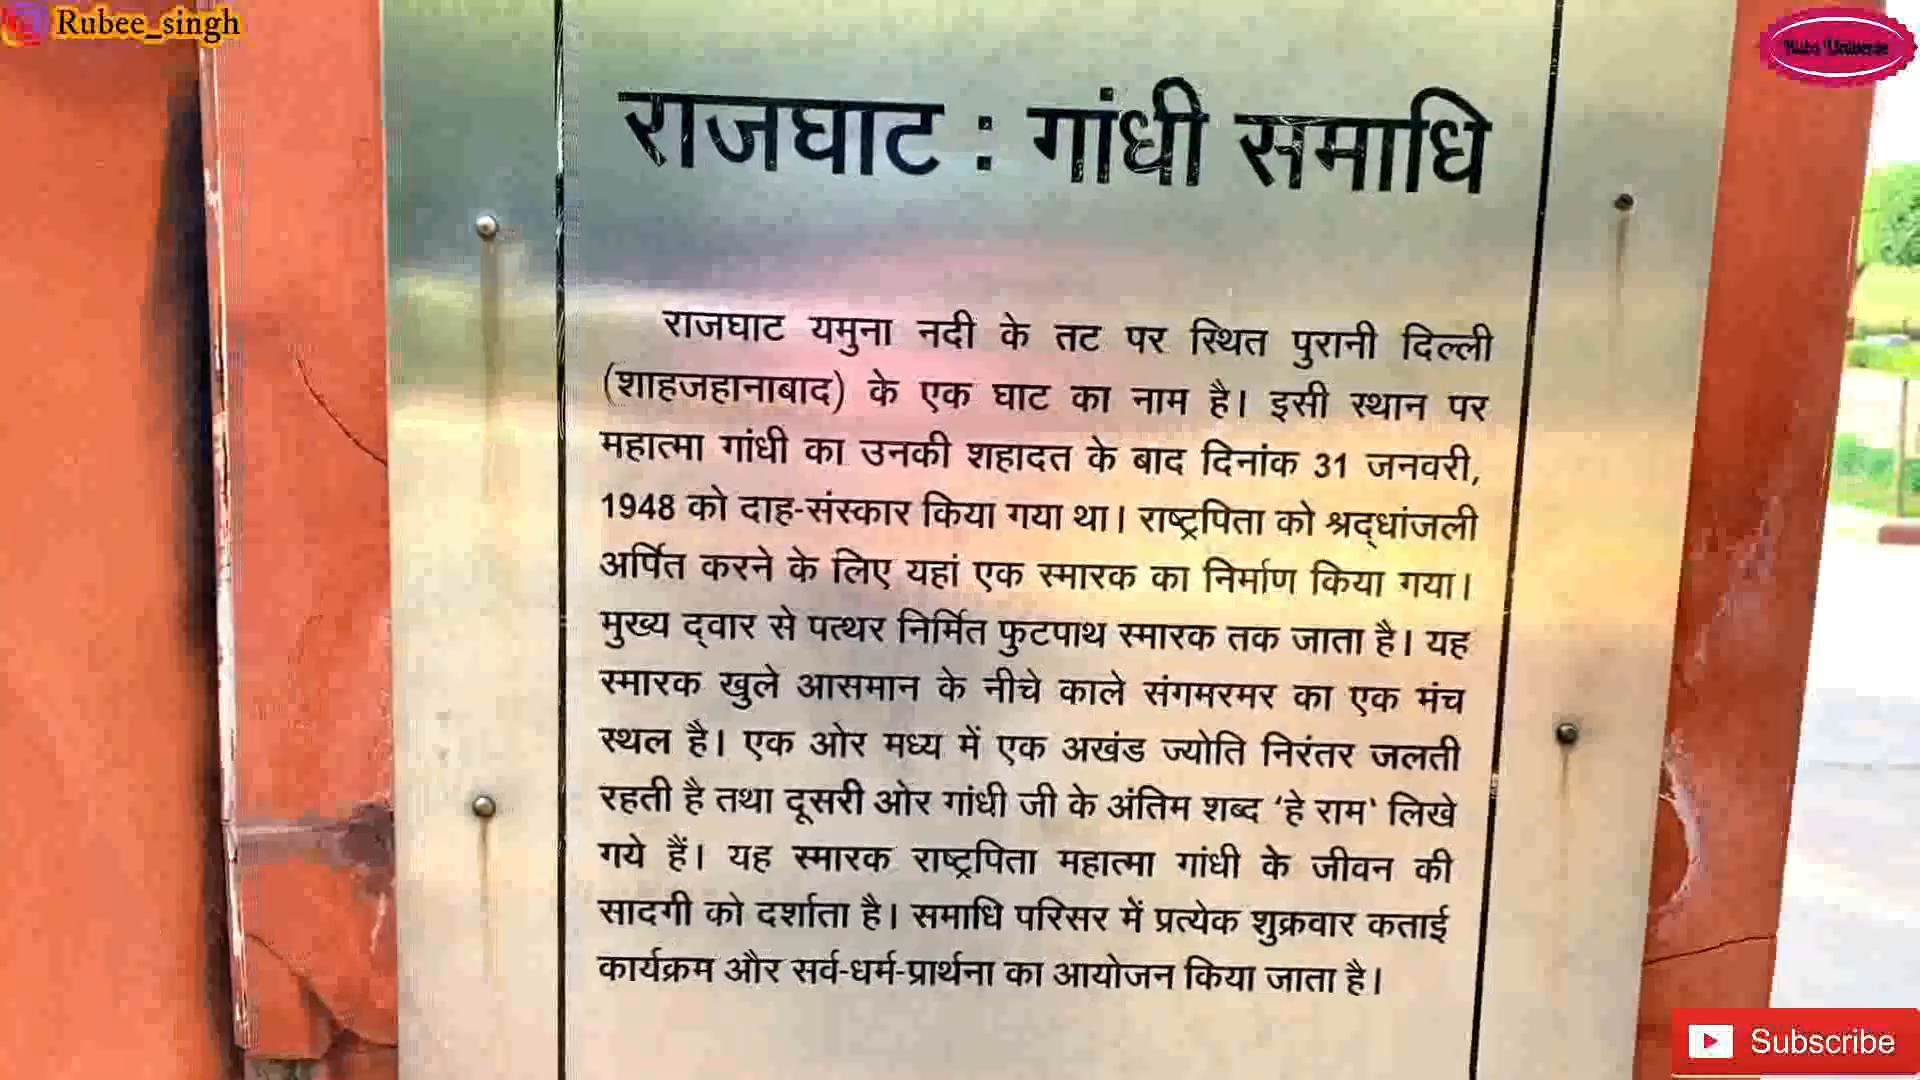 Rubee_singh
राजघाट : गांधी समाधि
राजघाट यमुना नदी के तट पर स्थित पुरानी दिल्ली
(शाहजहानाबाद) के एक घाट का नाम है। इसी स्थान पर
महात्मा गांधी का उनकी शहादत के बाद दिनांक 31 जनवरी,
1948 को दाह-संस्कार किया गया था। राष्ट्रपिता को श्रद्धांजली
अर्पित करने के लिए यहां एक स्मारक का निर्माण किया गया।
मुख्य द्वार से पत्थर निर्मित फुटपाथ स्मारक तक जाता है। यह
स्मारक खुले आसमान के नीचे काले संगमरमर का एक मंच
स्थल है। एक ओर मध्य में एक अखंड ज्योति निरंतर जलती
रहती है तथा दूसरी ओर गांधी जी के अंतिम शब्द ‘हे राम‘ लिखे
गये हैं। यह स्मारक राष्ट्रपिता महात्मा गांधी के जीवन की
सादगी को दर्शाता है। समाधि परिसर में प्रत्येक शुक्रवार कताई
कार्यक्रम और सर्व-धर्म-प्रार्थना का आयोजन किया जाता है।
Subscribe